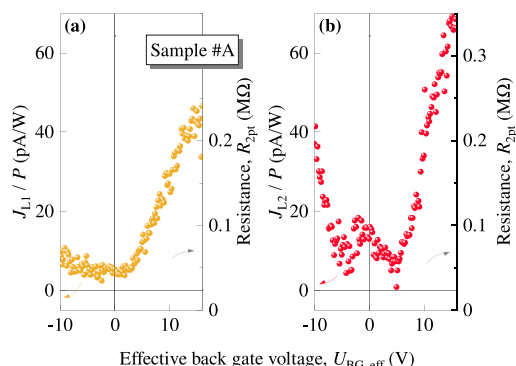 (a)
Sample #A
(b)
J_L1 / P (pA/W)
60
40
20
0
-10
0
10
Resistance, R_2pt (MΩ)
0.2
0.1
0
J_L2 / P (pA/W)
60
40
20
0
-10
0
10
Resistance, R_2pt (MΩ)
0.3
0.2
0.1
0
Effective back gate voltage, U_BG, eff (V)